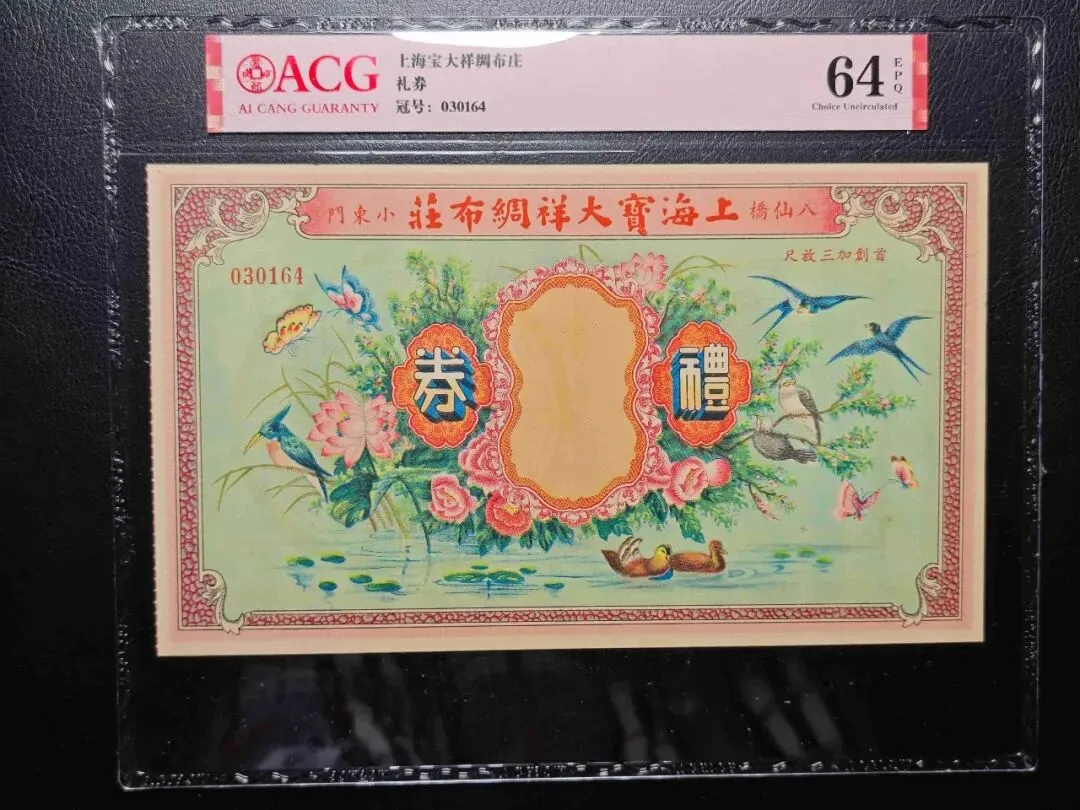 ACG
AI CANG GUARANTY
上海宝大祥绸布庄
礼券
冠号：030164
64
EPQ
Choice Uncirculated
八仙橋 上海寶大祥綢布莊 小東門
首創加三放尺
030164
禮券